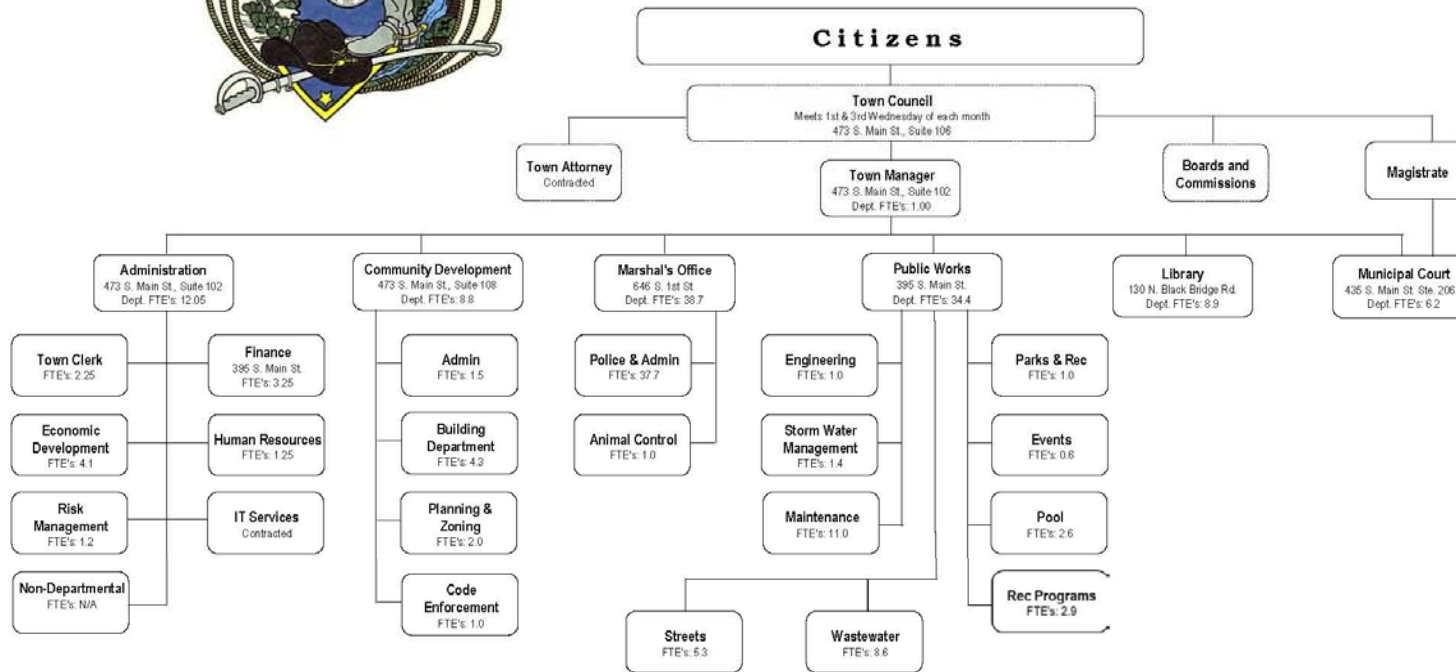 Citizens
Town Council
Meets 1st & 3rd Wednesday of each month
473 S. Main St., Suite 106
Town Attorney
Contracted
Town Manager
473 S. Main St., Suite 102
Dept. FTE's: 1.00
Boards and
Commissions
Magistrate
Administration
473 S. Main St., Suite 102
Dept. FTE's: 12.05
Community Development
473 S. Main St., Suite 108
Dept. FTE's: 8.8
Marshal's Office
646 S. 1st St.
Dept. FTE's: 38.7
Public Works
395 S. Main St.
Dept. FTE's: 34.4
Library
130 N. Black Bridge Rd.
Dept. FTE's: 8.9
Municipal Court
435 S. Main St. Ste. 206
Dept. FTE's: 6.2
Town Clerk
FTE's: 2.25
Finance
395 S. Main St.
FTE's: 3.25
Economic
Development
FTE's: 4.1
Human Resources
FTE's: 1.25
Risk
Management
FTE's: 1.2
IT Services
Contracted
Non-Departmental
FTE's: N/A
Admin
FTE's: 1.5
Building
Department
FTE's: 4.3
Planning &
Zoning
FTE's: 2.0
Code
Enforcement
FTE's: 1.0
Police & Admin
FTE's: 37.7
Animal Control
FTE's: 1.0
Engineering
FTE's: 1.0
Storm Water
Management
FTE's: 1.4
Maintenance
FTE's: 11.0
Parks & Rec
FTE's: 1.0
Events
FTE's: 0.6
Pool
FTE's: 2.6
Rec Programs
FTE's: 2.9
Streets
FTE's: 5.3
Wastewater
FTE's: 8.6